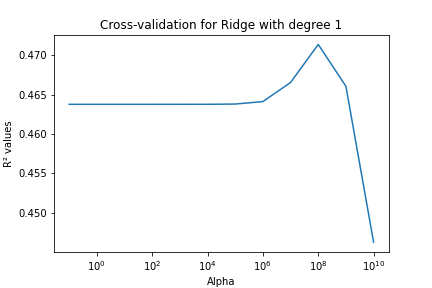 Cross-validation for Ridge with degree 1
R² values
0.470
0.465
0.460
0.455
0.450
10⁰ 10² 10⁴ 10⁶ 10⁸ 10¹⁰
Alpha